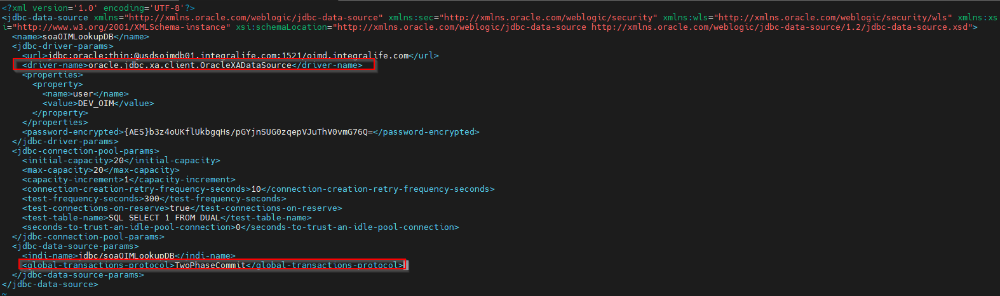 <?xml version='1.0' encoding='UTF-8'?>
<jdbc-data-source xmlns="http://xmlns.oracle.com/weblogic/jdbc-data-source" xmlns:sec="http://xmlns.oracle.com/weblogic/security" xmlns:wls="http://xmlns.oracle.com/weblogic/security/wls" xmlns:xs
i="http://www.w3.org/2001/XMLSchema-instance" xsi:schemaLocation="http://xmlns.oracle.com/weblogic/jdbc-data-source http://xmlns.oracle.com/weblogic/jdbc-data-source/1.2/jdbc-data-source.xsd">
  <name>soaOIMLookupDB</name>
  <jdbc-driver-params>
    <url>jdbc:oracle:thin:@usdsoimdb01.integralife.com:1521/oimd.integralife.com</url>
    <driver-name>oracle.jdbc.xa.client.OracleXADataSource</driver-name>
    <properties>
      <property>
        <name>user</name>
        <value>DEV_OIM</value>
      </property>
    </properties>
    <password-encrypted>{AES}b3z4oUKflUkbgqHs/pGYjnSUG0zqepVJuThV0vmG76Q=</password-encrypted>
  </jdbc-driver-params>
  <jdbc-connection-pool-params>
    <initial-capacity>20</initial-capacity>
    <max-capacity>20</max-capacity>
    <capacity-increment>1</capacity-increment>
    <connection-creation-retry-frequency-seconds>10</connection-creation-retry-frequency-seconds>
    <test-frequency-seconds>300</test-frequency-seconds>
    <test-connections-on-reserve>true</test-connections-on-reserve>
    <test-table-name>SQL SELECT 1 FROM DUAL</test-table-name>
    <seconds-to-trust-an-idle-pool-connection>0</seconds-to-trust-an-idle-pool-connection>
  </jdbc-connection-pool-params>
  <jdbc-data-source-params>
    <jndi-name>jdbc/soaOIMLookupDB</jndi-name>
    <global-transactions-protocol>TwoPhaseCommit</global-transactions-protocol>
  </jdbc-data-source-params>
</jdbc-data-source>
~